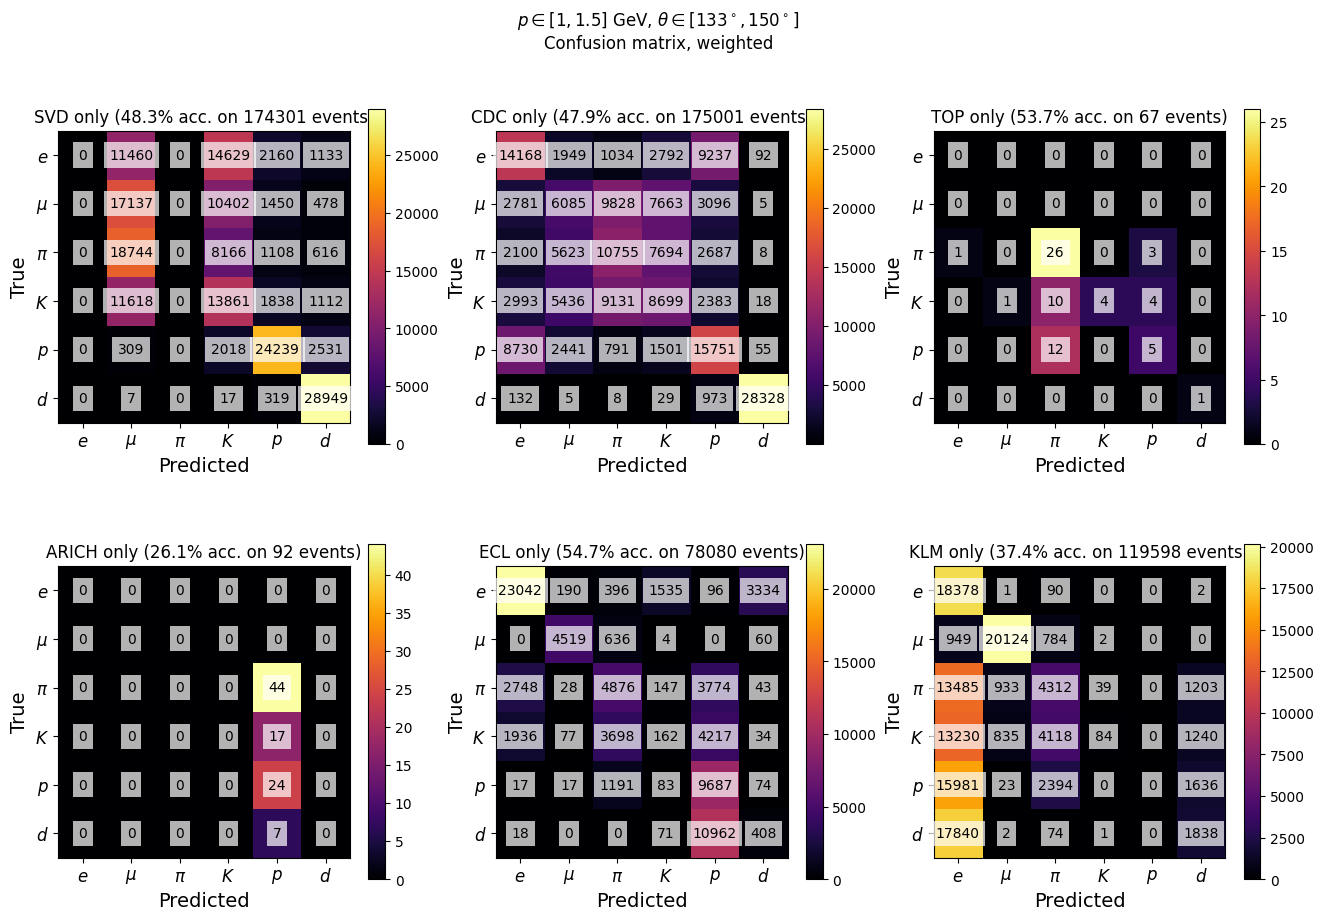 p ∈ [1, 1.5] GeV, θ ∈ [133°, 150°]
Confusion matrix, weighted
SVD only (48.3% acc. on 174301 events
True
e 0 11460 0 14629 2160 1133
μ 0 17137 0 10402 1450 478
π 0 18744 0 8166 1108 616
K 0 11618 0 13861 1838 1112
p 0 309 0 2018 24239 2531
d 0 7 0 17 319 28949
e μ π K p d
Predicted
25000
20000
15000
10000
5000
0
CDC only (47.9% acc. on 175001 events
True
e 14168 1949 1034 2792 9237 92
μ 2781 6085 9828 7663 3096 5
π 2100 5623 10755 7694 2687 8
K 2993 5436 9131 8699 2383 18
p 8730 2441 791 1501 15751 55
d 132 5 8 29 973 28328
e μ π K p d
Predicted
25000
20000
15000
10000
5000
TOP only (53.7% acc. on 67 events)
True
e 0 0 0 0 0 0
μ 0 0 0 0 0 0
π 1 0 26 0 3 0
K 0 1 10 4 4 0
p 0 0 12 0 5 0
d 0 0 0 0 0 1
e μ π K p d
Predicted
25
20
15
10
5
0
ARICH only (26.1% acc. on 92 events)
True
e 0 0 0 0 0 0
μ 0 0 0 0 0 0
π 0 0 0 0 44 0
K 0 0 0 0 17 0
p 0 0 0 0 24 0
d 0 0 0 0 7 0
e μ π K p d
Predicted
40
35
30
25
20
15
10
5
0
ECL only (54.7% acc. on 78080 events)
True
e 23042 190 396 1535 96 3334
μ 0 4519 636 4 0 60
π 2748 28 4876 147 3774 43
K 1936 77 3698 162 4217 34
p 17 17 1191 83 9687 74
d 18 0 0 71 10962 408
e μ π K p d
Predicted
20000
15000
10000
5000
0
KLM only (37.4% acc. on 119598 events
True
e 18378 1 90 0 0 2
μ 949 20124 784 2 0 0
π 13485 933 4312 39 0 1203
K 13230 835 4118 84 0 1240
p 15981 23 2394 0 0 1636
d 17840 2 74 1 0 1838
e μ π K p d
Predicted
20000
17500
15000
12500
10000
7500
5000
2500
0